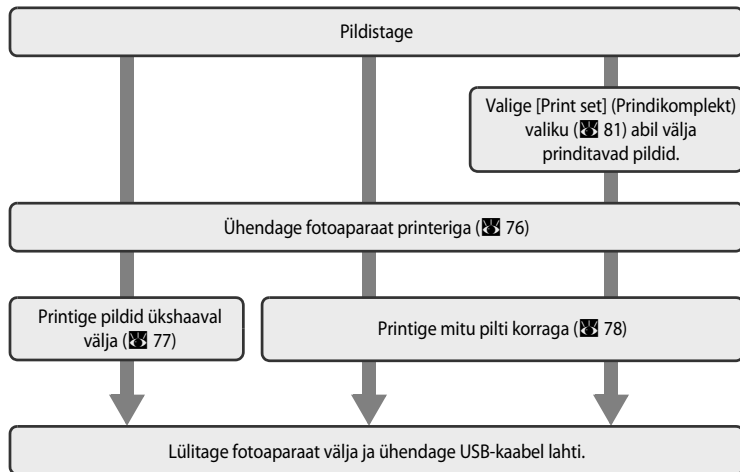 Pildistage
Valige [Print set] (Prindikomplekt)
valiku ( 81) abil välja
prinditavad pildid.
Ühendage fotoaparaat printeriga ( 76)
Printige pildid ükshaaval
välja ( 77)
Printige mitu pilti korraga ( 78)
Lülitage fotoaparaat välja ja ühendage USB-kaabel lahti.